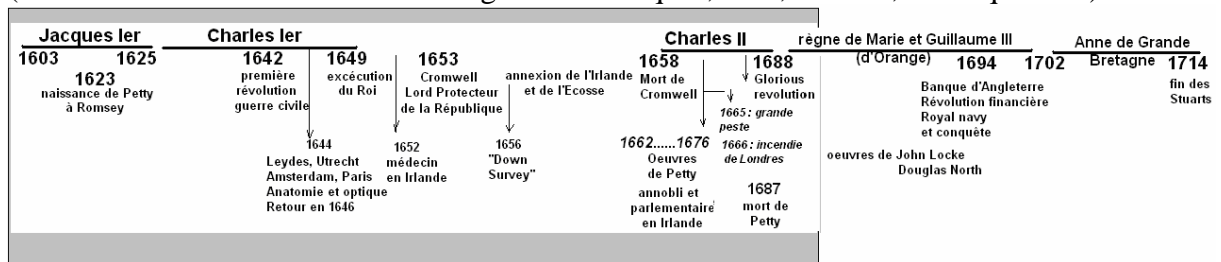 Jacques Ier
1603 1625
1623
naissance de Petty
à Romsey
Charles Ier
1642
première
révolution
guerre civile
1649
excécution
du Roi
1653
Cromwell
Lord Protecteur
de la République
annexion de l'Irlande
et de l'Ecosse
1644
Leydes, Utrecht
Amsterdam, Paris
Anatomie et optique
Retour en 1646
1652
médecin
en Irlande
1656
"Down
Survey"
Charles II
1658
Mort de
Cromwell
1688
Glorious
revolution
1665 : grande
peste
1666 : incendie
de Londres
1662......1676
Oeuvres
de Petty
annobli et
parlementaire
en Irlande
1687
mort de
Petty
règne de Marie et Guillaume III
(d'Orange)
1694
1702
Banque d'Angleterre
Révolution financière
Royal navy
et conquète
oeuvres de John Locke
Douglas North
Anne de Grande
Bretagne
1714
fin des
Stuarts